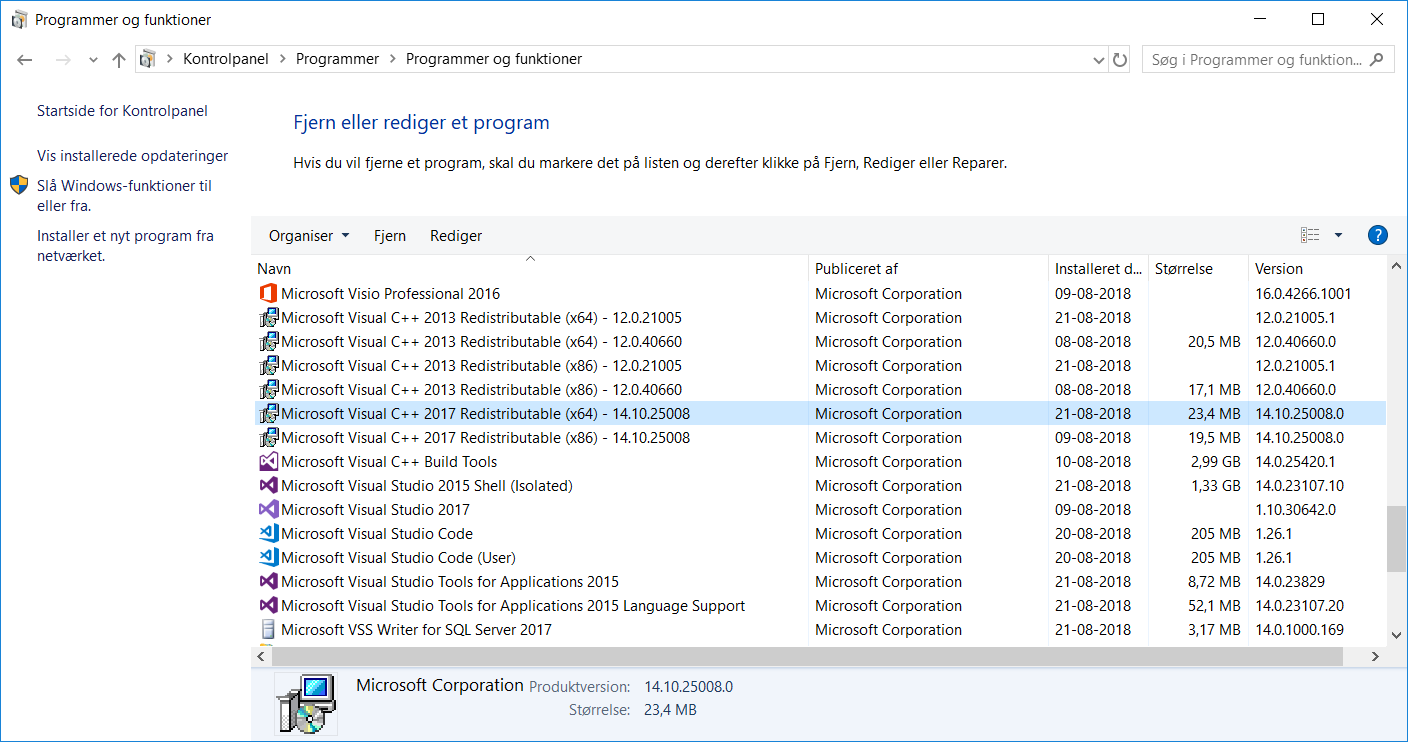 Programmer og funktioner
Kontrolpanel > Programmer > Programmer og funktioner
Søg i Programmer og funktion...
Startside for Kontrolpanel
Vis installerede opdateringer
Slå Windows-funktioner til
eller fra.
Installer et nyt program fra
netværket.
Fjern eller rediger et program
Hvis du vil fjerne et program, skal du markere det på listen og derefter klikke på Fjern, Rediger eller Reparer.
Organiser Fjern Rediger ?
Navn Publiceret af Installeret d... Størrelse Version
Microsoft Visio Professional 2016 Microsoft Corporation 09-08-2018 16.0.4266.1001
Microsoft Visual C++ 2013 Redistributable (x64) - 12.0.21005 Microsoft Corporation 21-08-2018 12.0.21005.1
Microsoft Visual C++ 2013 Redistributable (x64) - 12.0.40660 Microsoft Corporation 08-08-2018 20,5 MB 12.0.40660.0
Microsoft Visual C++ 2013 Redistributable (x86) - 12.0.21005 Microsoft Corporation 21-08-2018 12.0.21005.1
Microsoft Visual C++ 2013 Redistributable (x86) - 12.0.40660 Microsoft Corporation 08-08-2018 17,1 MB 12.0.40660.0
Microsoft Visual C++ 2017 Redistributable (x64) - 14.10.25008 Microsoft Corporation 21-08-2018 23,4 MB 14.10.25008.0
Microsoft Visual C++ 2017 Redistributable (x86) - 14.10.25008 Microsoft Corporation 09-08-2018 19,5 MB 14.10.25008.0
Microsoft Visual C++ Build Tools Microsoft Corporation 10-08-2018 2,99 GB 14.0.25420.1
Microsoft Visual Studio 2015 Shell (Isolated) Microsoft Corporation 21-08-2018 1,33 GB 14.0.23107.10
Microsoft Visual Studio 2017 Microsoft Corporation 09-08-2018 1.10.30642.0
Microsoft Visual Studio Code Microsoft Corporation 20-08-2018 205 MB 1.26.1
Microsoft Visual Studio Code (User) Microsoft Corporation 20-08-2018 205 MB 1.26.1
Microsoft Visual Studio Tools for Applications 2015 Microsoft Corporation 21-08-2018 8,72 MB 14.0.23829
Microsoft Visual Studio Tools for Applications 2015 Language Support Microsoft Corporation 21-08-2018 52,1 MB 14.0.23107.20
Microsoft VSS Writer for SQL Server 2017 Microsoft Corporation 21-08-2018 3,17 MB 14.0.1000.169
Microsoft Corporation Produktversion: 14.10.25008.0
Størrelse: 23,4 MB